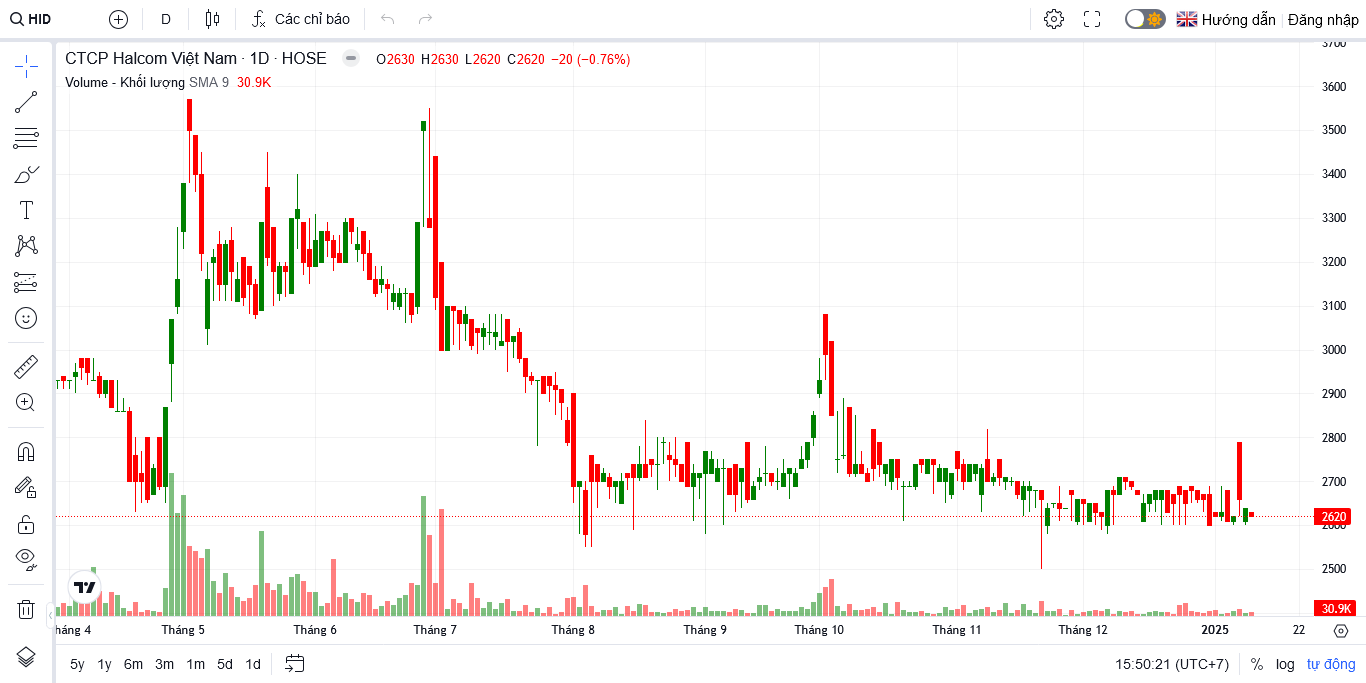 HID D Các chỉ báo Hướng dẫn Đăng nhập
CTCP Halcom Việt Nam · 1D · HOSE O2630 H2630 L2620 C2620 −20 (−0.76%)
Volume - Khối lượng SMA 9 30.9K
3700
3600
3500
3400
3300
3200
3100
3000
2900
2800
2700
2620
2600
2500
30.9K
háng 4 Tháng 5 Tháng 6 Tháng 7 Tháng 8 Tháng 9 Tháng 10 Tháng 11 Tháng 12 2025 22
5y 1y 6m 3m 1m 5d 1d 15:50:21 (UTC+7) % log tự động